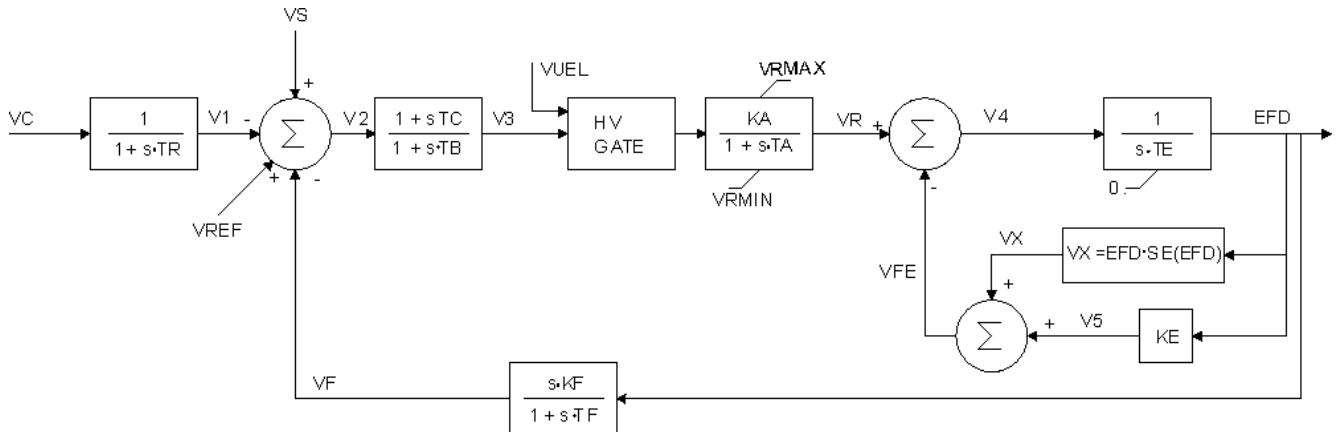 VS
+
VC
1
1 + s·TR
V1
-
Σ
+
-
VREF
V2
1 + sTC
1 + s·TB
V3
VUEL
HV
GATE
VRMAX
KA
1 + s·TA
VRMIN
VR
+
Σ
-
V4
1
s·TE
0.
EFD
VX =EFD·SE(EFD)
VX
+
VFE
Σ
+
V5
KE
VF
s·KF
1 + s·TF